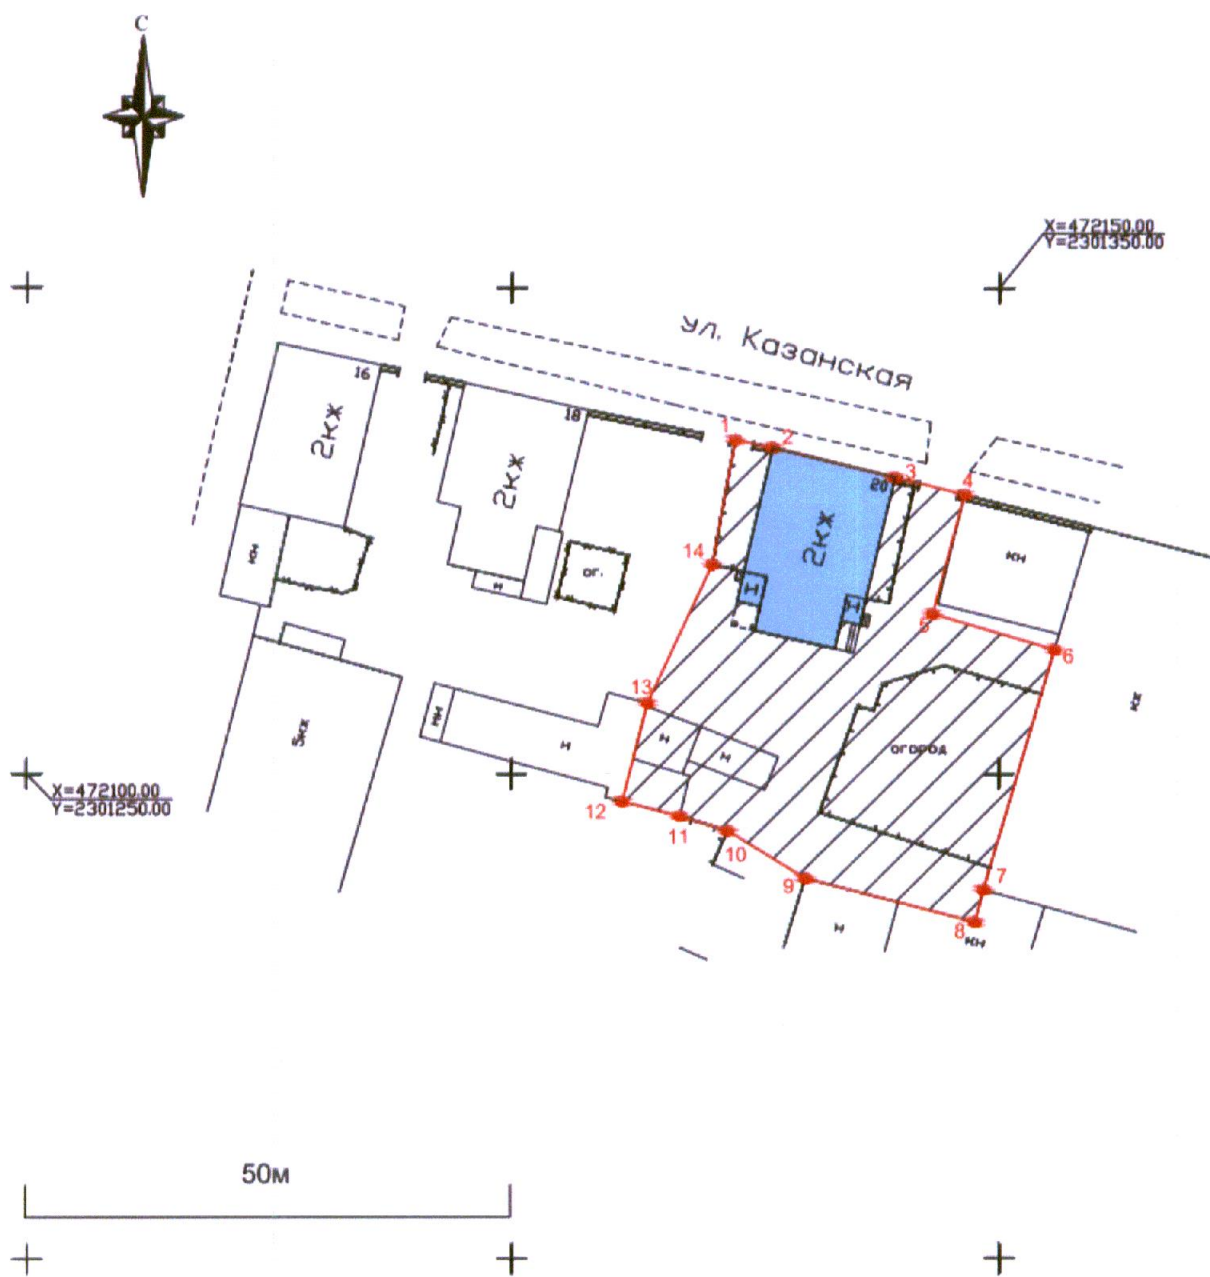 С
X=472150.00
Y=2301350.00
ул. Казанская
16
2кж
18
2кж
1
2
3
4
20
2кж
кн
кн
ог.
н
14
I
I
5
6
13
5кж
нн
н
н
н
ОГОРОД
кж
X=472100.00
Y=2301250.00
12
11
10
9
7
8
н
кн
50м